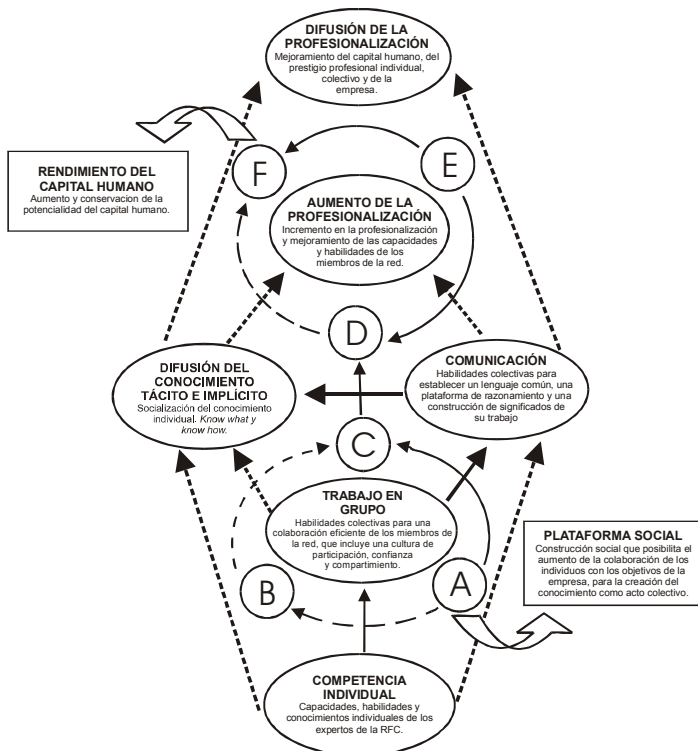 DIFUSIÓN DE LA
PROFESIONALIZACIÓN
Mejoramiento del capital humano, del
prestigio profesional individual,
colectivo y de la
empresa.
F
E
RENDIMIENTO DEL
CAPITAL HUMANO
Aumento y conservacion de la
potencialidad del capital humano.
AUMENTO DE LA
PROFESIONALIZACIÓN
Incremento en la profesionalización
y mejoramiento de las capacidades
y habilidades de los
miembros de la red.
D
DIFUSIÓN DEL
CONOCIMIENTO
TÁCITO E IMPLÍCITO
Socialización del conocimiento
individual. Know what y
know how.
COMUNICACIÓN
Habilidades colectivas para
establecer un lenguaje común, una
plataforma de razonamiento y una
construcción de significados de
su trabajo
C
TRABAJO EN
GRUPO
Habilidades colectivas para una
colaboración eficiente de los miembros de
la red, que incluye una cultura de
participación, confianza
y compartimiento.
B
A
PLATAFORMA SOCIAL
Construcción social que posibilita el
aumento de la colaboración de los
individuos con los objetivos de la
empresa, para la creación del
conocimiento como acto colectivo.
COMPETENCIA
INDIVIDUAL
Capacidades, habilidades y
conocimientos individuales de los
expertos de la RFC.